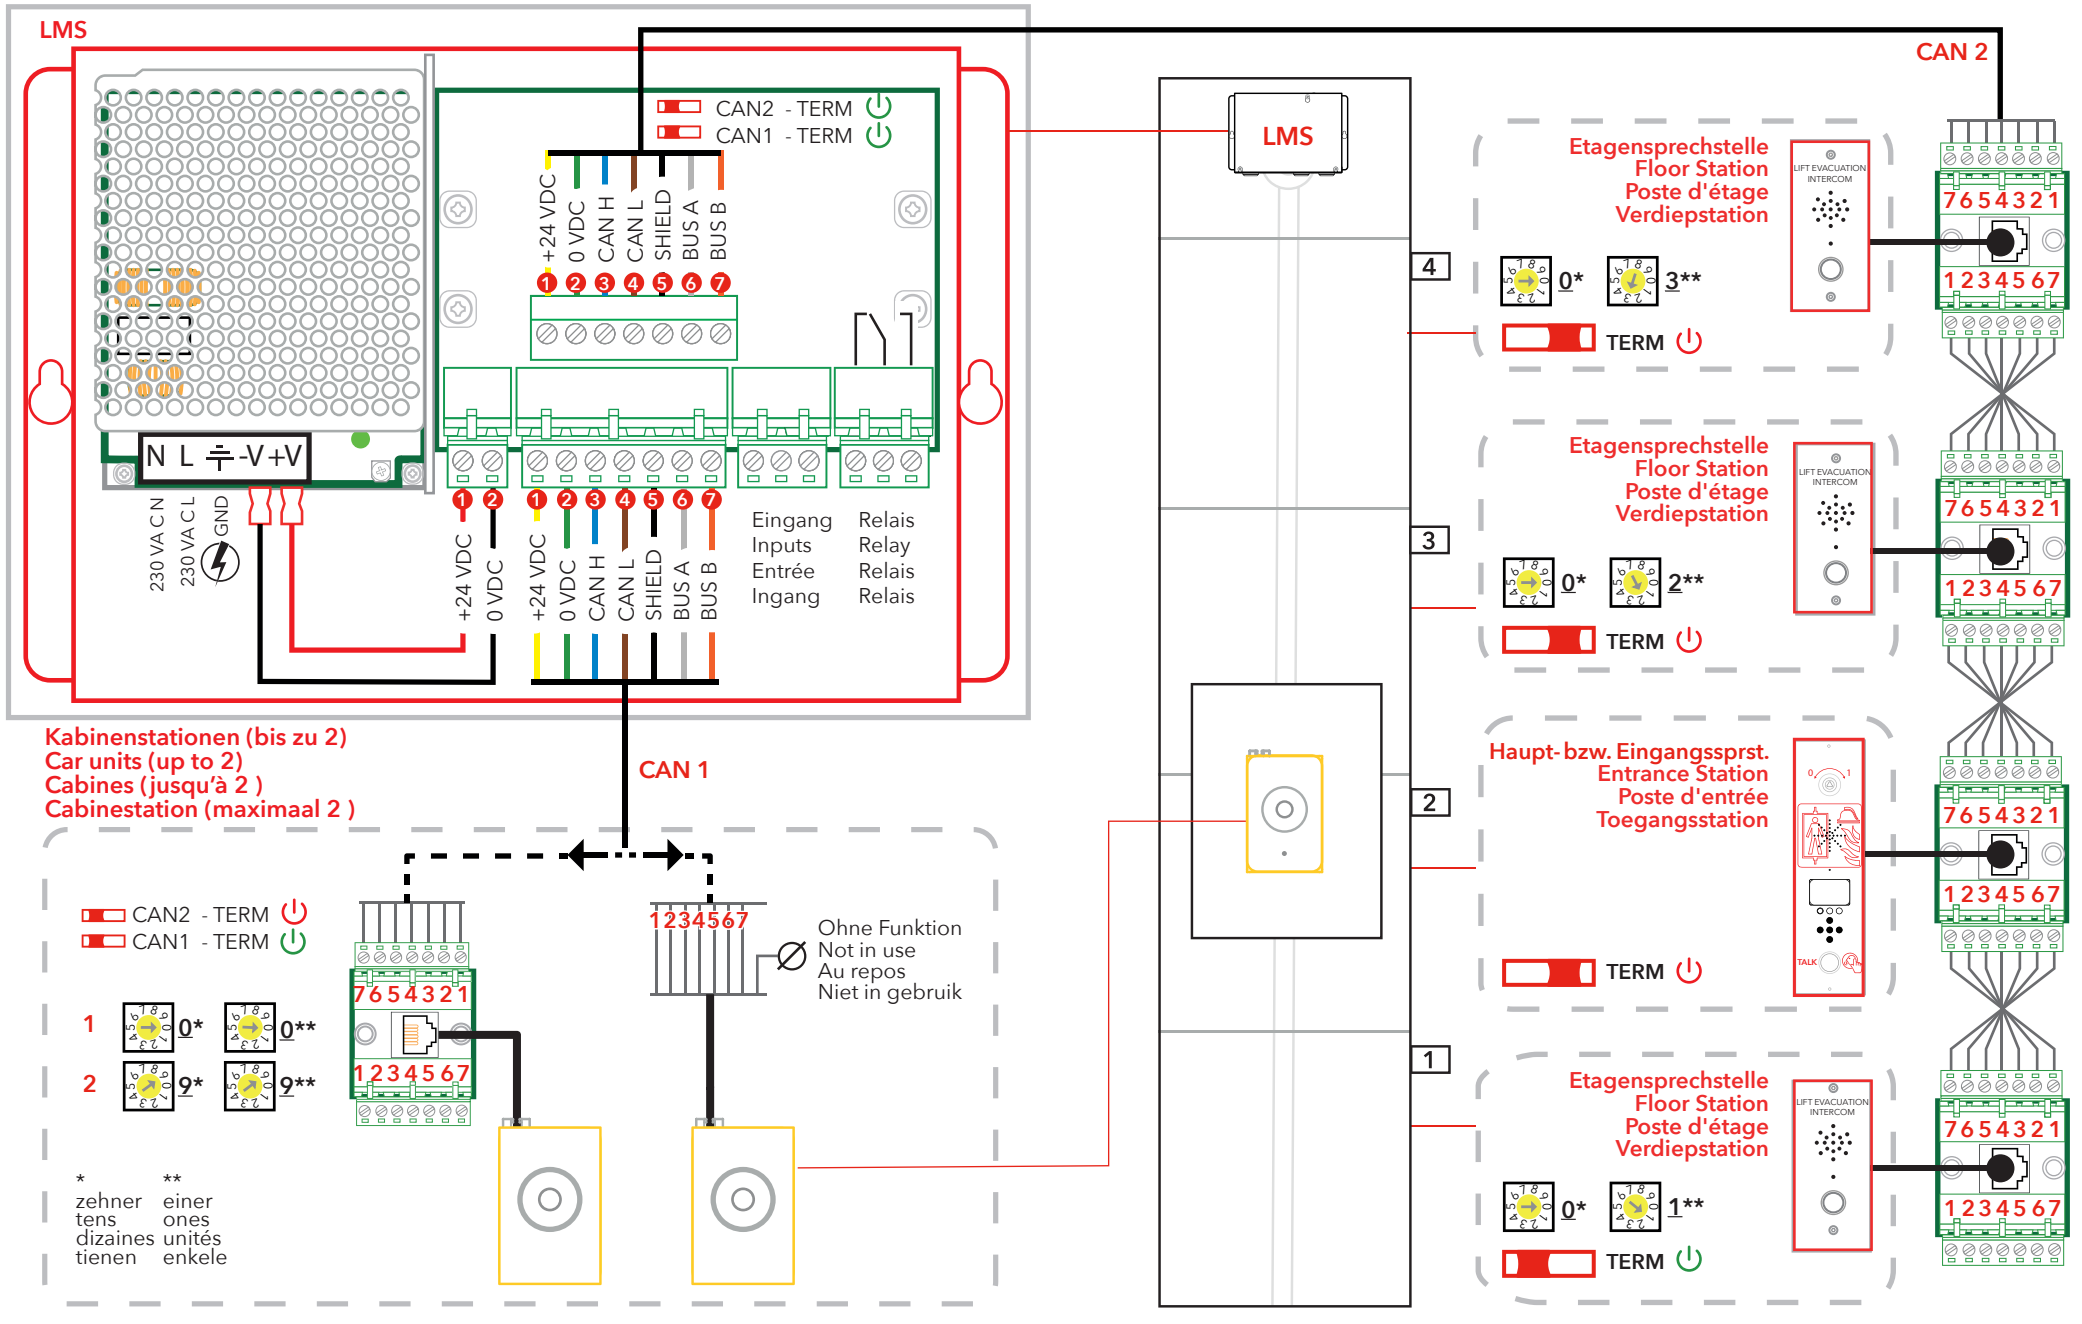 LMS
CAN2 - TERM
CAN1 - TERM
+24 VDC
0 VDC
CAN H
CAN L
SHIELD
BUS A
BUS B
1 2 3 4 5 6 7
N L -V +V
230 VAC N
230 VAC L
GND
1 2
1 2 3 4 5 6 7
+24 VDC
0 VDC
+24 VDC
0 VDC
CAN H
CAN L
SHIELD
BUS A
BUS B
Eingang
Inputs
Entrée
Ingang
Relais
Relay
Relais
Relais
Kabinenstationen (bis zu 2)
Car units (up to 2)
Cabines (jusqu'à 2 )
Cabinestation (maximaal 2 )
CAN 1
CAN2 - TERM
CAN1 - TERM
1 0* 0**
2 9* 9**
7 6 5 4 3 2 1
1 2 3 4 5 6 7
1 2 3 4 5 6 7
Ohne Funktion
Not in use
Au repos
Niet in gebruik
*
zehner
tens
dizaines
tienen
**
einer
ones
unités
enkele
LMS
4
3
2
1
CAN 2
Etagensprechstelle
Floor Station
Poste d'étage
Verdiepstation
0* 3**
TERM
LIFT EVACUATION
INTERCOM
7 6 5 4 3 2 1
1 2 3 4 5 6 7
Etagensprechstelle
Floor Station
Poste d'étage
Verdiepstation
0* 2**
TERM
LIFT EVACUATION
INTERCOM
7 6 5 4 3 2 1
1 2 3 4 5 6 7
Haupt- bzw. Eingangssprst.
Entrance Station
Poste d'entrée
Toegangsstation
TERM
0 1
TALK
7 6 5 4 3 2 1
1 2 3 4 5 6 7
Etagensprechstelle
Floor Station
Poste d'étage
Verdiepstation
0* 1**
TERM
LIFT EVACUATION
INTERCOM
7 6 5 4 3 2 1
1 2 3 4 5 6 7